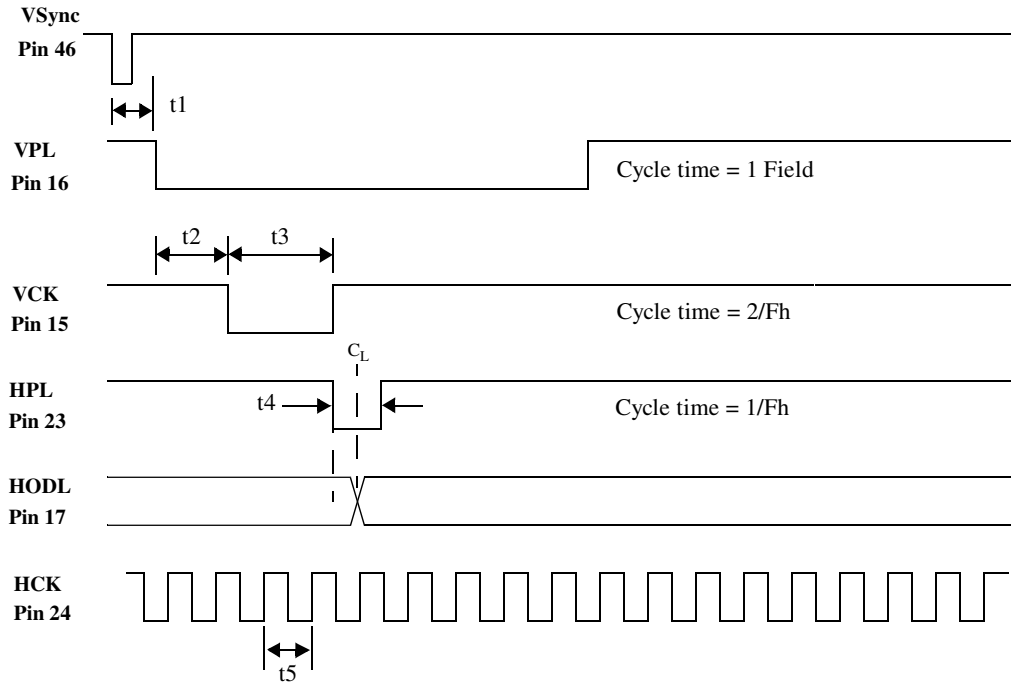 VSync
Pin 46
t1
VPL
Pin 16
Cycle time = 1 Field
t2
t3
VCK
Pin 15
Cycle time = 2/Fh
CL
HPL
Pin 23
t4
Cycle time = 1/Fh
HODL
Pin 17
HCK
Pin 24
t5